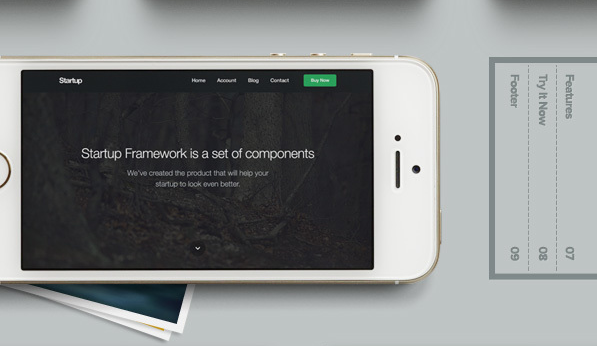 Startup
Home Account Blog Contact Buy Now
Startup Framework is a set of components
We've created the product that will help your
startup to look even better.
Features 07
Try It Now 08
Footer 09